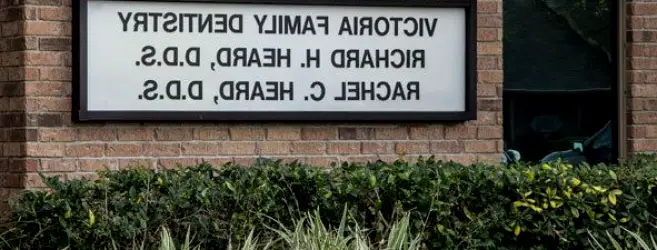 VICTORIA FAMILY DENTISTRY
RICHARD H. HEARD, D.D.S.
RACHEL C. HEARD, D.D.S.